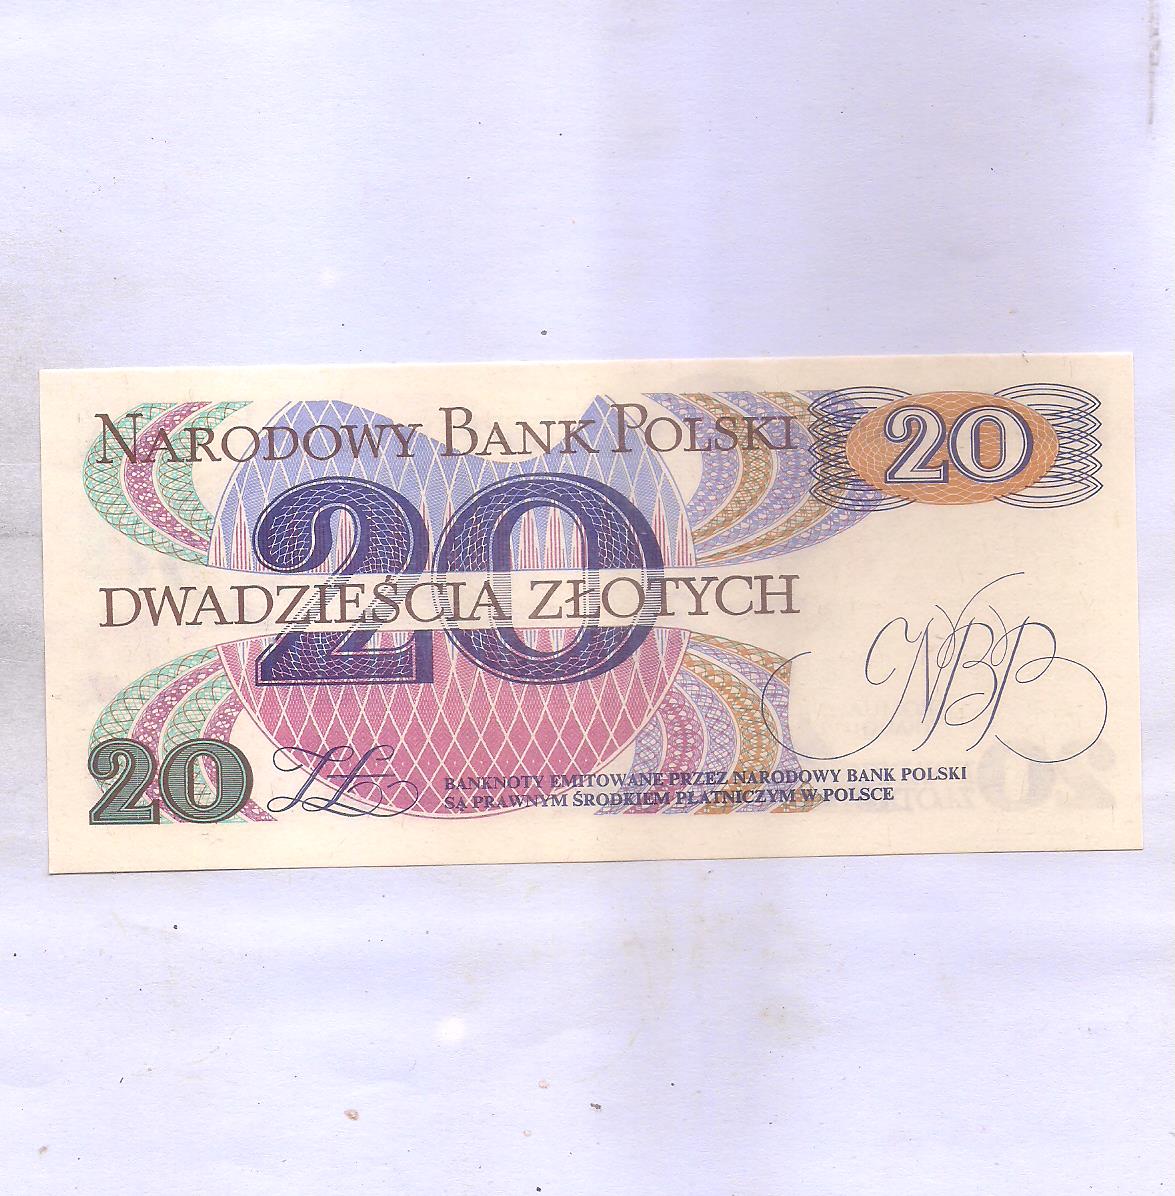 NARODOWY BANK POLSKI
20
20
DWADZIEŚCIA ZŁOTYCH
NBP
20
ZŁ
BANKNOTY EMITOWANE PRZEZ NARODOWY BANK POLSKI
SĄ PRAWNYM ŚRODKIEM PŁATNICZYM W POLSCE